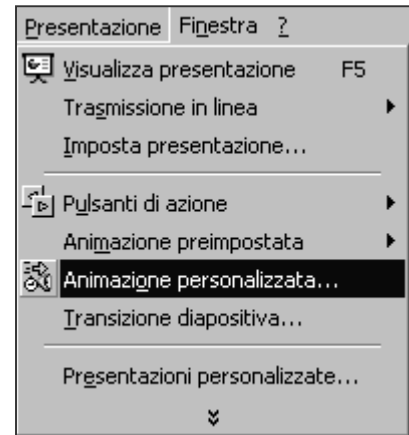 Presentazione Finestra ?
Visualizza presentazione F5
Trasmissione in linea
Imposta presentazione...
Pulsanti di azione
Animazione preimpostata
Animazione personalizzata...
Transizione diapositiva...
Presentazioni personalizzate...